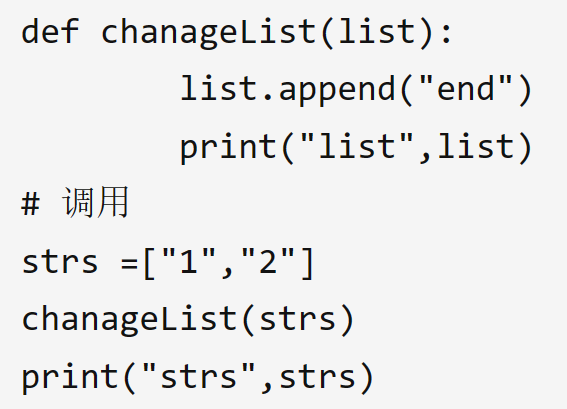 def chanageList(list):
        list.append("end")
        print("list",list)
# 调用
strs =["1","2"]
chanageList(strs)
print("strs",strs)